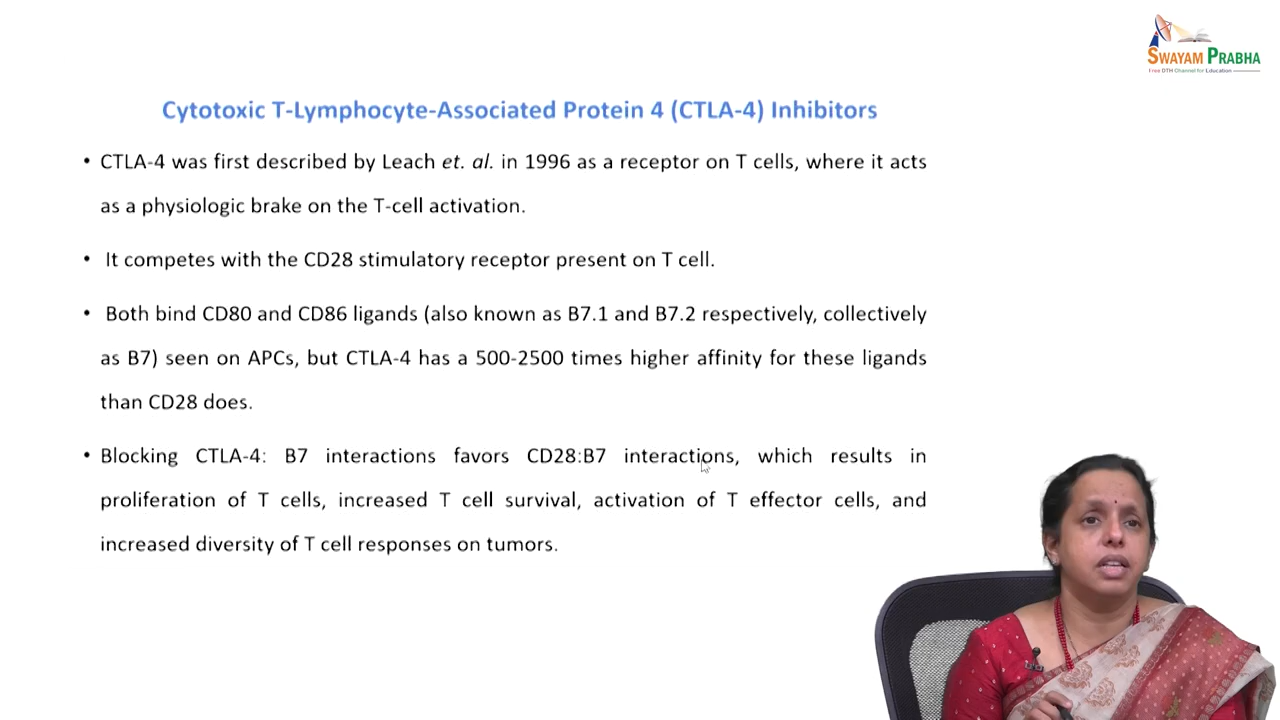 SWAYAM PRABHA
Free DTH Channel for Education
Cytotoxic T-Lymphocyte-Associated Protein 4 (CTLA-4) Inhibitors
• CTLA-4 was first described by Leach et. al. in 1996 as a receptor on T cells, where it acts
as a physiologic brake on the T-cell activation.
• It competes with the CD28 stimulatory receptor present on T cell.
• Both bind CD80 and CD86 ligands (also known as B7.1 and B7.2 respectively, collectively
as B7) seen on APCs, but CTLA-4 has a 500-2500 times higher affinity for these ligands
than CD28 does.
• Blocking CTLA-4: B7 interactions favors CD28:B7 interactions, which results in
proliferation of T cells, increased T cell survival, activation of T effector cells, and
increased diversity of T cell responses on tumors.